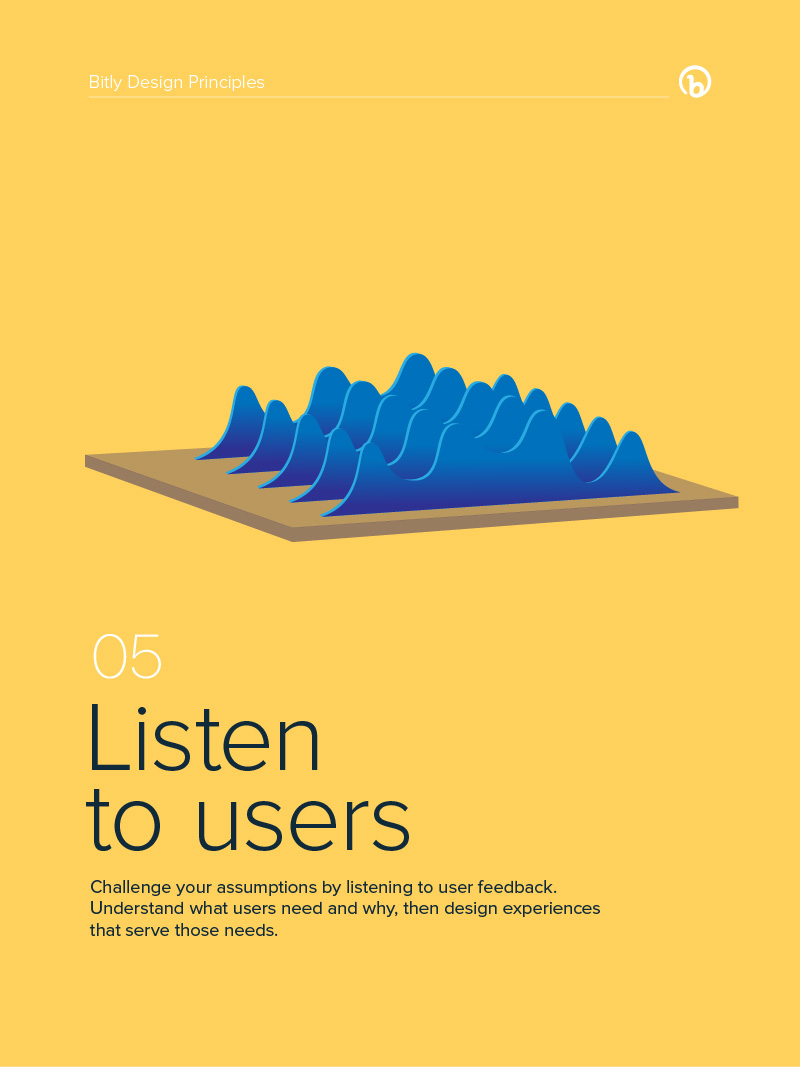 Bitly Design Principles
b
05
Listen
to users
Challenge your assumptions by listening to user feedback.
Understand what users need and why, then design experiences
that serve those needs.